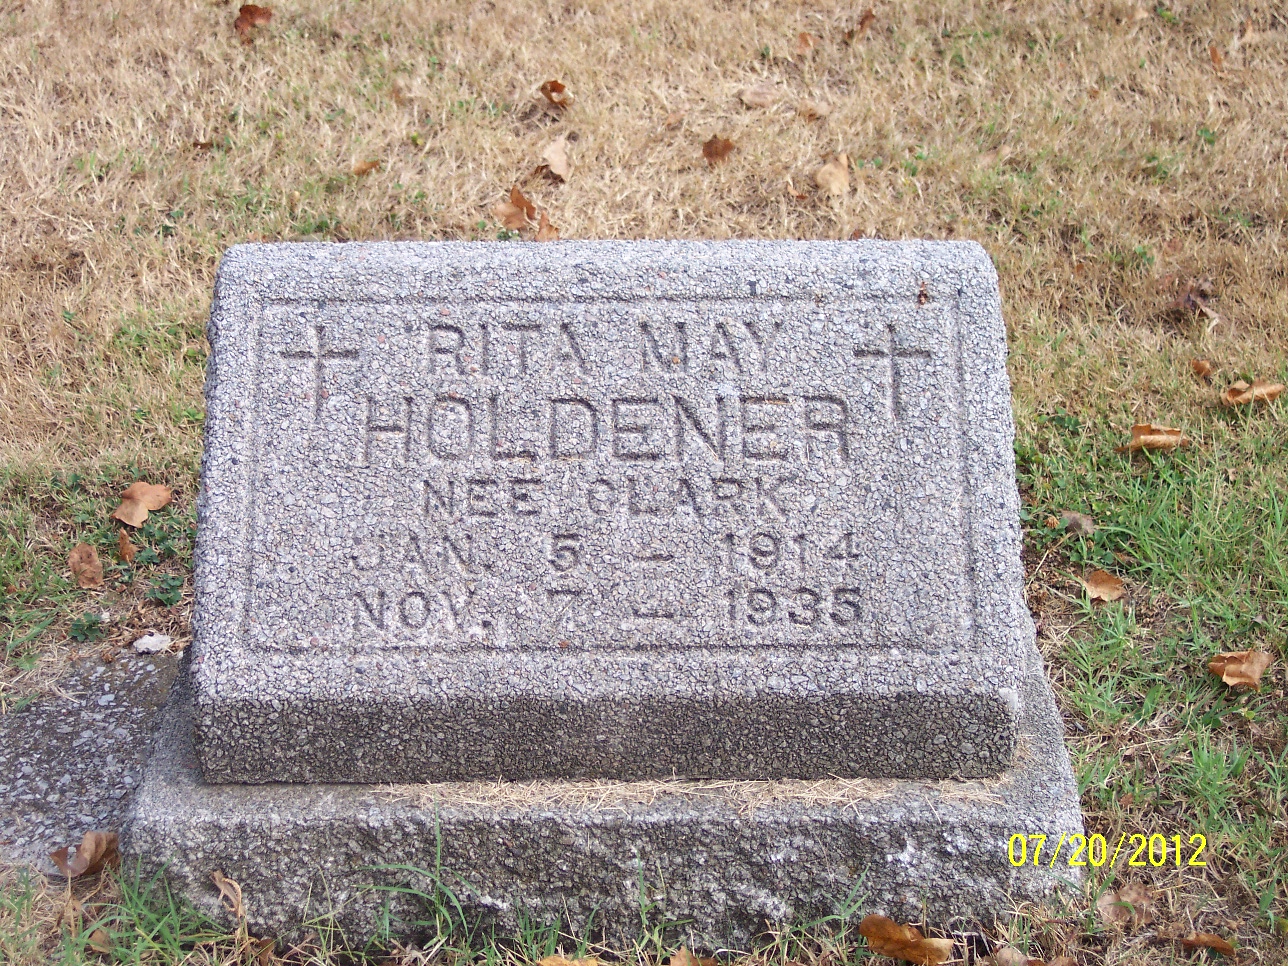 RITA MAY
HOLDENER
NEE CLARK
JAN. 5 – 1914
NOV. 7 – 1935
07/20/2012